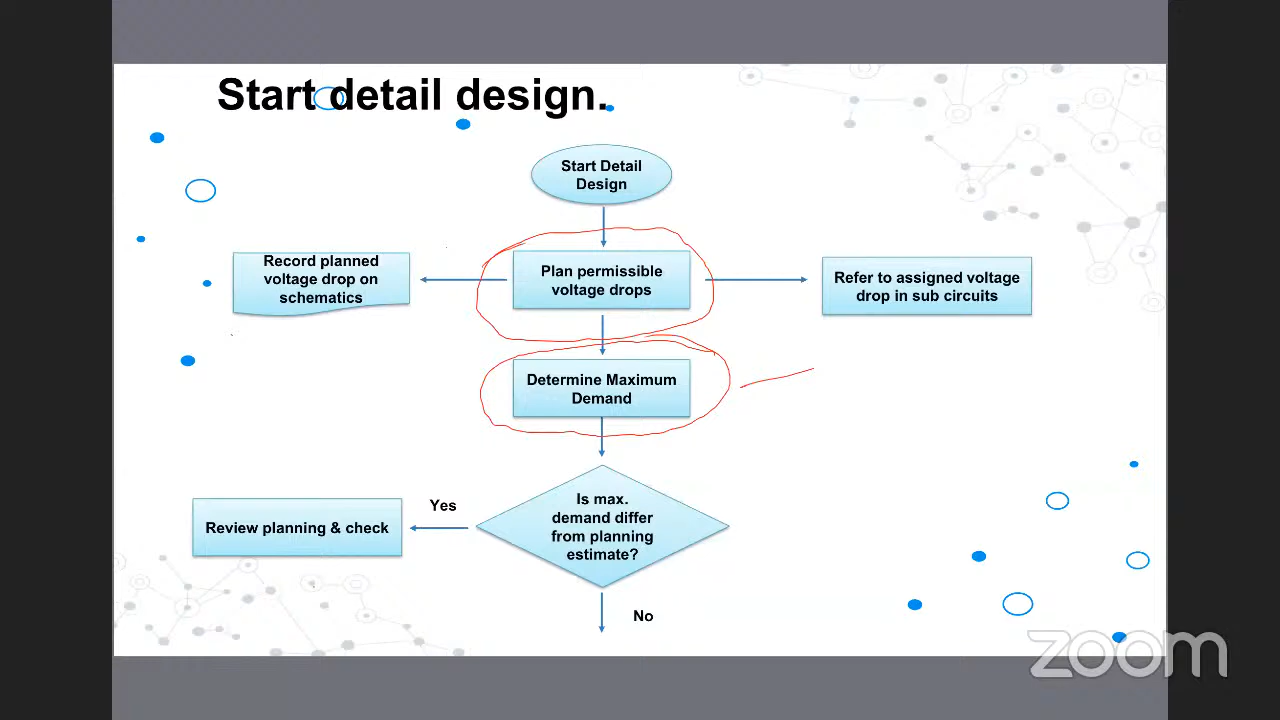 Start detail design.
Start Detail
Design
Record planned
voltage drop on
schematics
Plan permissible
voltage drops
Refer to assigned voltage
drop in sub circuits
Determine Maximum
Demand
Is max.
demand differ
from planning
estimate?
Yes
Review planning & check
No
zoom